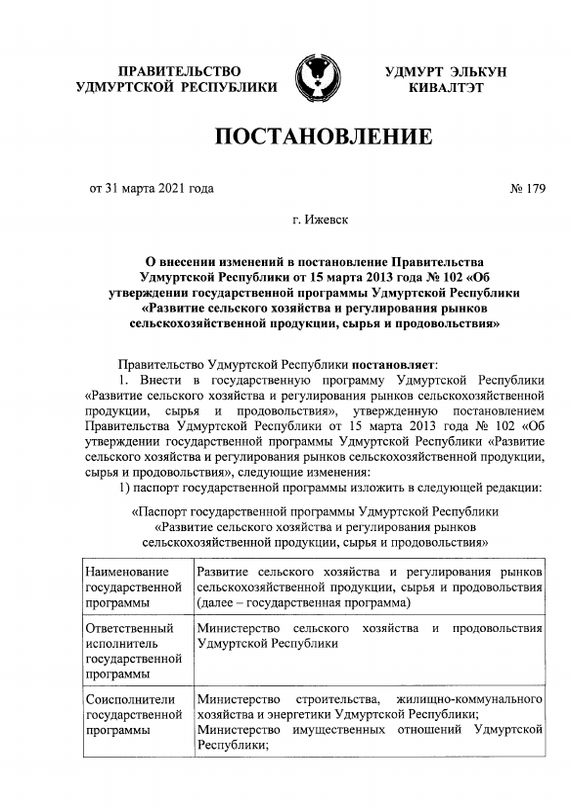 ПРАВИТЕЛЬСТВО
УДМУРТСКОЙ РЕСПУБЛИКИ
УДМУРТ ЭЛЬКУН
КИВАЛТЭТ
ПОСТАНОВЛЕНИЕ
от 31 марта 2021 года
№ 179
г. Ижевск
О внесении изменений в постановление Правительства
Удмуртской Республики от 15 марта 2013 года № 102 «Об
утверждении государственной программы Удмуртской Республики
«Развитие сельского хозяйства и регулирования рынков
сельскохозяйственной продукции, сырья и продовольствия»
Правительство Удмуртской Республики постановляет:
1. Внести в государственную программу Удмуртской Республики
«Развитие сельского хозяйства и регулирования рынков сельскохозяйственной
продукции, сырья и продовольствия», утвержденную постановлением
Правительства Удмуртской Республики от 15 марта 2013 года № 102 «Об
утверждении государственной программы Удмуртской Республики «Развитие
сельского хозяйства и регулирования рынков сельскохозяйственной продукции,
сырья и продовольствия», следующие изменения:
1) паспорт государственной программы изложить в следующей редакции:
«Паспорт государственной программы Удмуртской Республики
«Развитие сельского хозяйства и регулирования рынков
сельскохозяйственной продукции, сырья и продовольствия»
Наименование
государственной
программы
Развитие сельского хозяйства и регулирования рынков
сельскохозяйственной продукции, сырья и продовольствия
(далее – государственная программа)
Ответственный
исполнитель
государственной
программы
Министерство сельского хозяйства и продовольствия
Удмуртской Республики
Соисполнители
государственной
программы
Министерство строительства, жилищно-коммунального
хозяйства и энергетики Удмуртской Республики;
Министерство имущественных отношений Удмуртской
Республики;